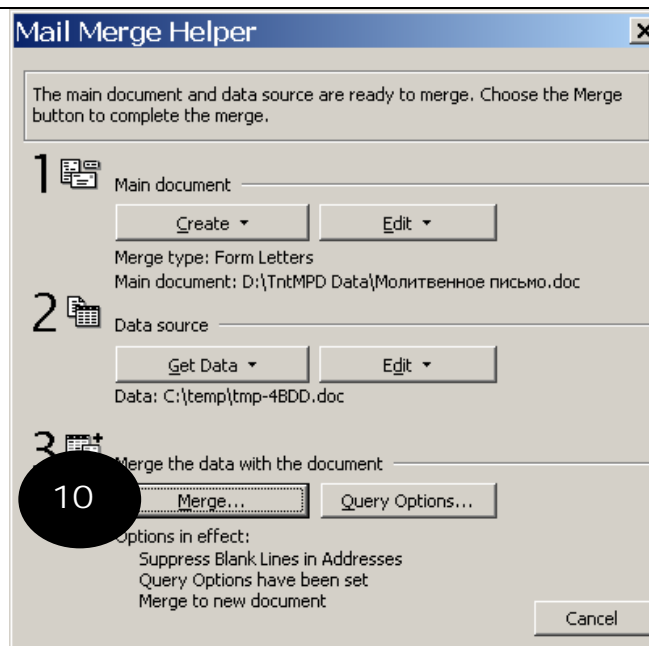 Mail Merge Helper
The main document and data source are ready to merge. Choose the Merge
button to complete the merge.
1
Main document
Create
Edit
Merge type: Form Letters
Main document: D:\TntMPD Data\Молитвенное письмо.doc
2
Data source
Get Data
Edit
Data: C:\temp\tmp-4BDD.doc
3
Merge the data with the document
10
Merge...
Query Options...
Options in effect:
Suppress Blank Lines in Addresses
Query Options have been set
Merge to new document
Cancel